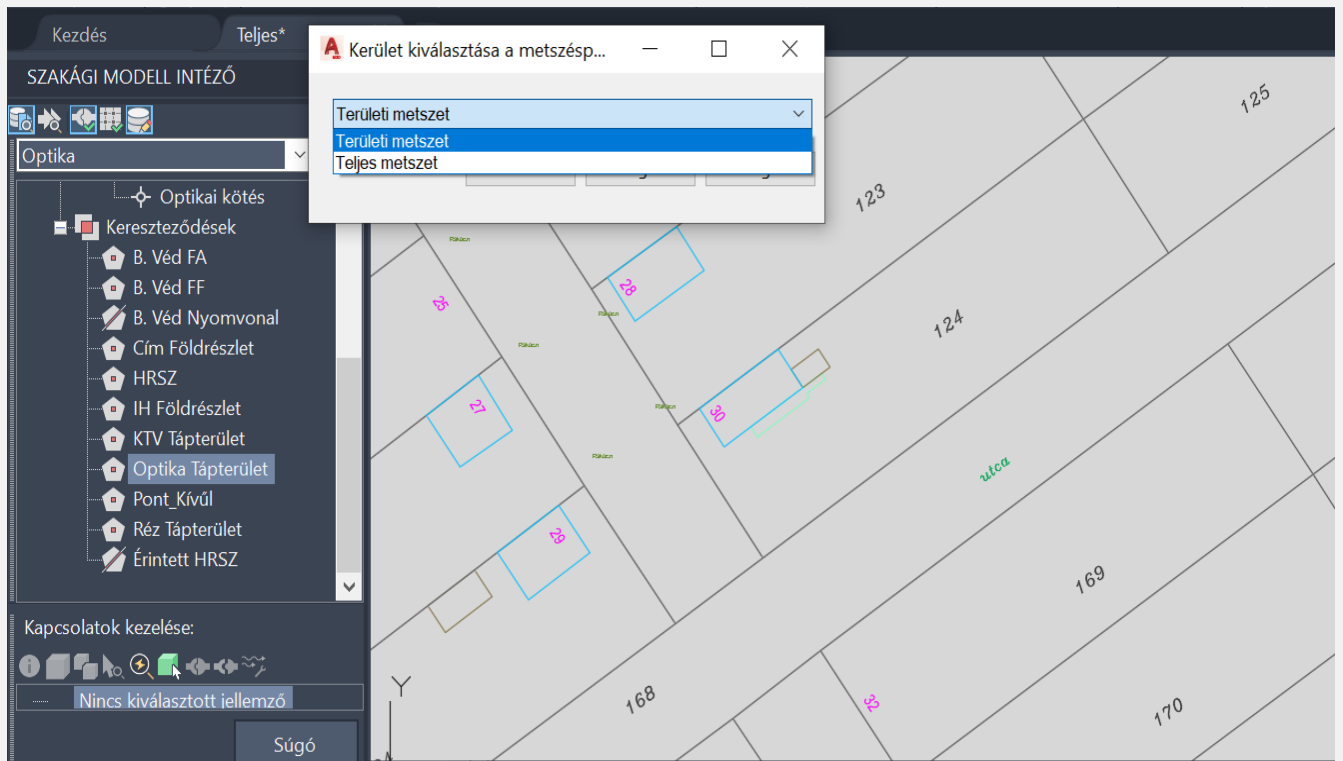 Kezdés
Teljes*
Kerület kiválasztása a metszésp...
SZAKÁGI MODELL INTÉZŐ
Területi metszet
Területi metszet
Teljes metszet
Optika
Optikai kötés
Kereszteződések
B. Véd FA
B. Véd FF
B. Véd Nyomvonal
Cím Földrészlet
HRSZ
IH Földrészlet
KTV Tápterület
Optika Tápterület
Pont_Kívűl
Réz Tápterület
Érintett HRSZ
Kapcsolatok kezelése:
Nincs kiválasztott jellemző
Súgó
125
123
28
25
124
27
30
utca
29
169
168
32
170
Y